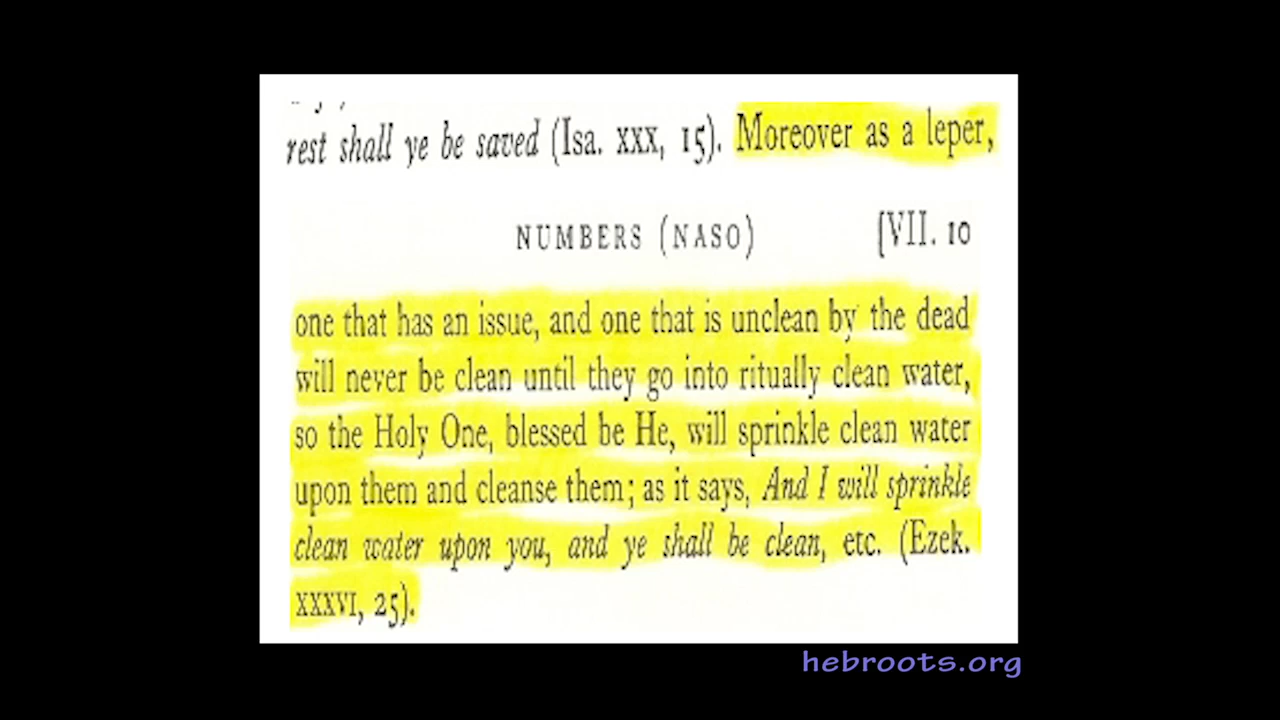 rest shall ye be saved (Isa. XXX, 15). Moreover as a leper,
NUMBERS (NASO) [VII. 10
one that has an issue, and one that is unclean by the dead
will never be clean until they go into ritually clean water,
so the Holy One, blessed be He, will sprinkle clean water
upon them and cleanse them; as it says, And I will sprinkle
clean water upon you, and ye shall be clean, etc. (Ezek.
XXXVI, 25).
hebroots.org